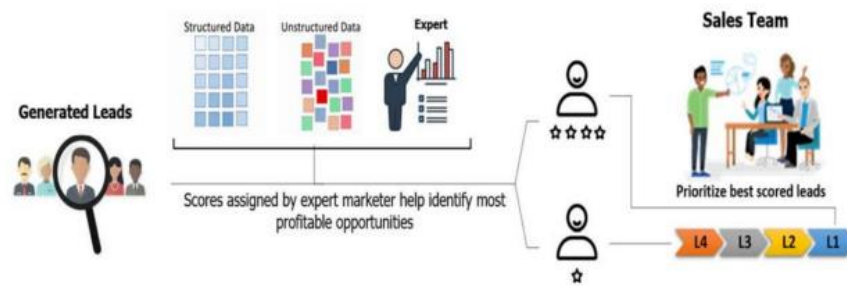 Structured Data
Unstructured Data
Expert
Sales Team
Generated Leads
Scores assigned by expert marketer help identify most
profitable opportunities
Prioritize best scored leads
L4
L3
L2
L1